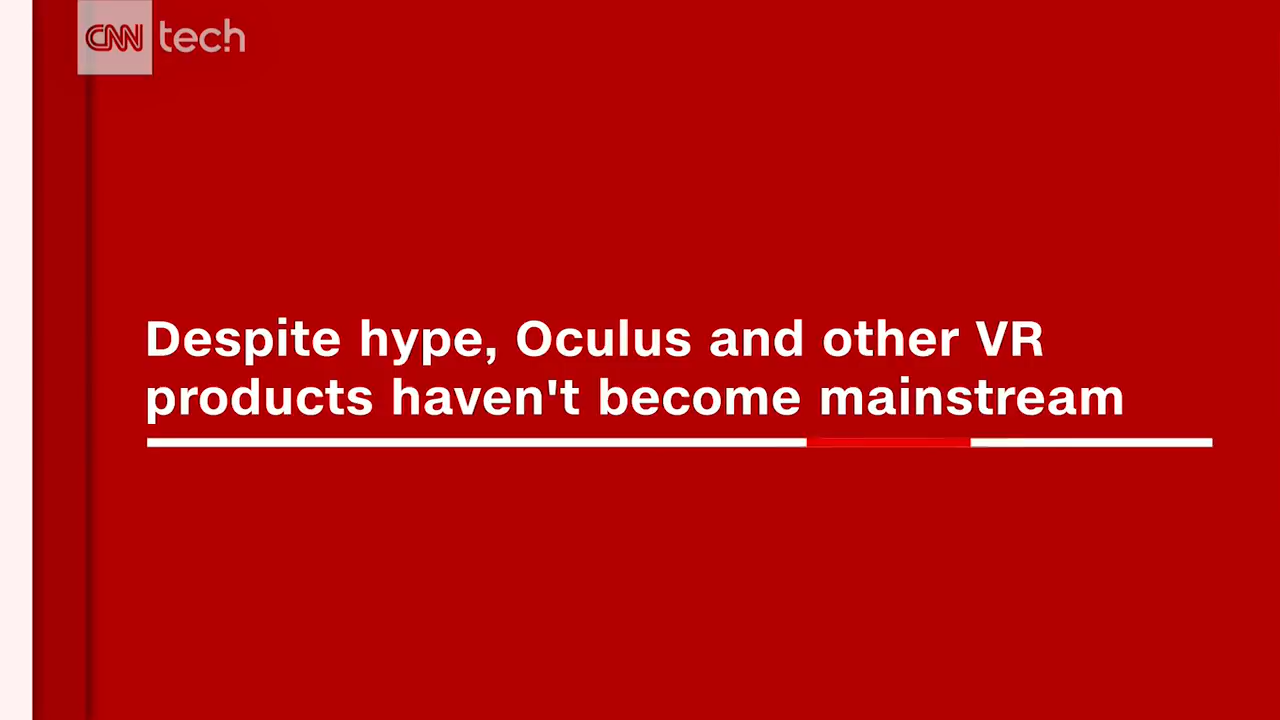 CNN tech
Despite hype, Oculus and other VR
products haven't become mainstream